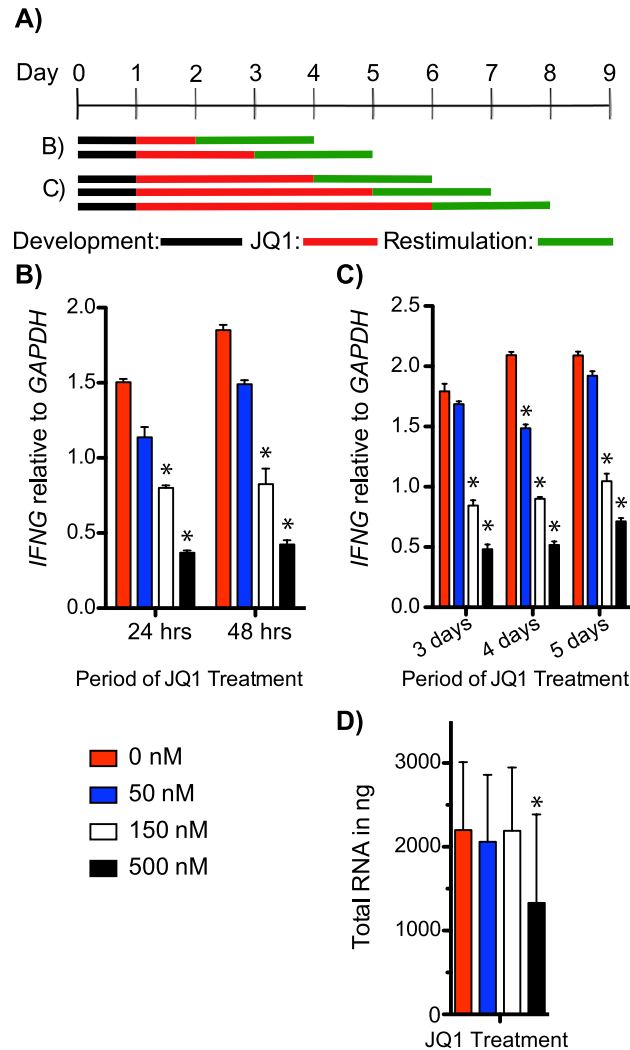 A)
Day 0 1 2 3 4 5 6 7 8 9
B)
C)
Development: JQ1: Restimulation:
B)
IFNG relative to GAPDH
2.0
1.5
1.0
0.5
0.0
* * * *
24 hrs 48 hrs
Period of JQ1 Treatment
C)
IFNG relative to GAPDH
2.5
2.0
1.5
1.0
0.5
0.0
* * * * * * *
3 days 4 days 5 days
Period of JQ1 Treatment
0 nM
50 nM
150 nM
500 nM
D)
Total RNA in ng
3000
2000
1000
0
*
JQ1 Treatment